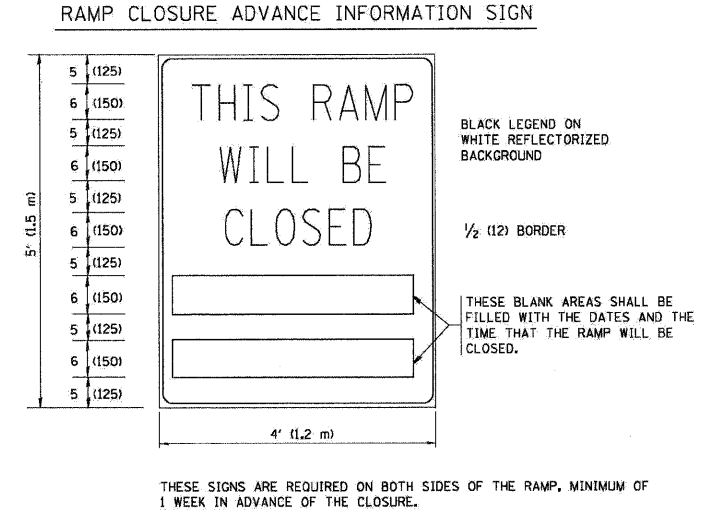 RAMP CLOSURE ADVANCE INFORMATION SIGN
5 (125)
6 (150)
5 (125)
6 (150)
5 (125)
6 (150)
5 (125)
6 (150)
5 (125)
6 (150)
5 (125)
5' (1.5 m)
THIS RAMP
WILL BE
CLOSED
BLACK LEGEND ON
WHITE REFLECTORIZED
BACKGROUND
1/2 (12) BORDER
THESE BLANK AREAS SHALL BE
FILLED WITH THE DATES AND THE
TIME THAT THE RAMP WILL BE
CLOSED.
4' (1.2 m)
THESE SIGNS ARE REQUIRED ON BOTH SIDES OF THE RAMP, MINIMUM OF
1 WEEK IN ADVANCE OF THE CLOSURE.